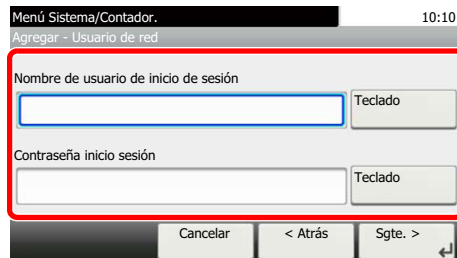 Menú Sistema/Contador.
10:10
Agregar - Usuario de red
Nombre de usuario de inicio de sesión
Teclado
Contraseña inicio sesión
Teclado
Cancelar
< Atrás
Sgte. >